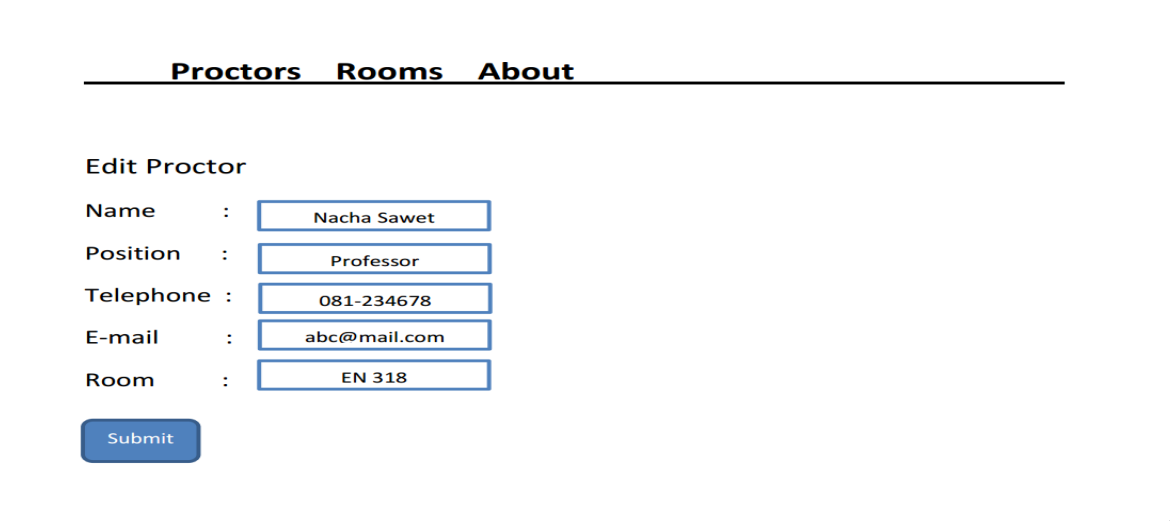 Proctors Rooms About
Edit Proctor
Name : Nacha Sawet
Position : Professor
Telephone : 081-234678
E-mail : abc@mail.com
Room : EN 318
Submit